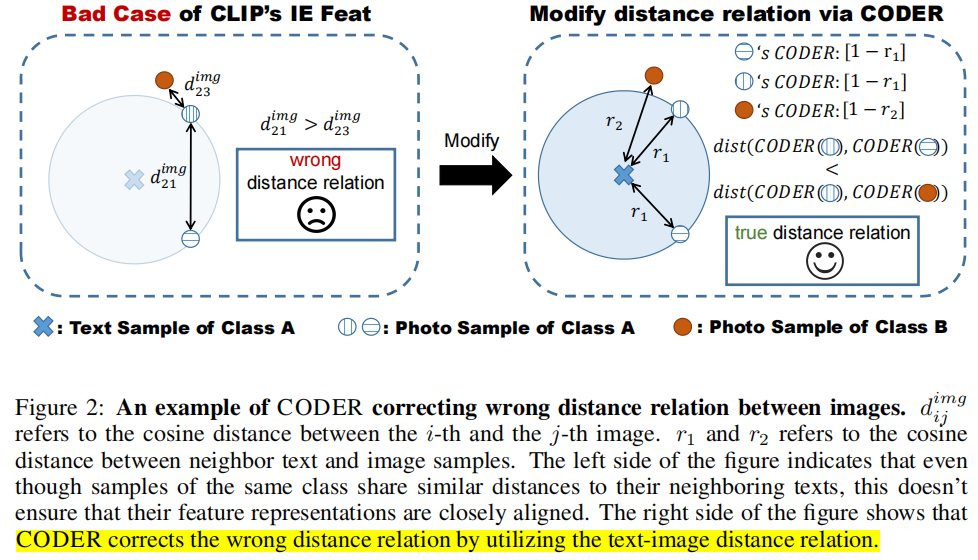 Bad Case of CLIP's IE Feat
d_{23}^{img}
d_{21}^{img}
d_{21}^{img} > d_{23}^{img}
wrong
distance relation
Modify
Modify distance relation via CODER
r_2
r_1
r_1
's CODER: [1 − r_1]
's CODER: [1 − r_1]
's CODER: [1 − r_2]
dist(CODER( ), CODER( ))
<
dist(CODER( ), CODER( ))
true distance relation
: Text Sample of Class A : Photo Sample of Class A : Photo Sample of Class B
Figure 2: An example of CODER correcting wrong distance relation between images. d_{ij}^{img}
refers to the cosine distance between the i-th and the j-th image. r_1 and r_2 refers to the cosine
distance between neighbor text and image samples. The left side of the figure indicates that even
though samples of the same class share similar distances to their neighboring texts, this doesn't
ensure that their feature representations are closely aligned. The right side of the figure shows that
CODER corrects the wrong distance relation by utilizing the text-image distance relation.